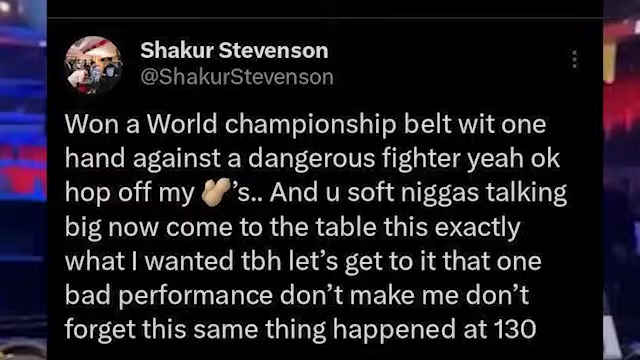 Shakur Stevenson
@ShakurStevenson
Won a World championship belt wit one
hand against a dangerous fighter yeah ok
hop off my 🥜's.. And u soft niggas talking
big now come to the table this exactly
what I wanted tbh let's get to it that one
bad performance don't make me don't
forget this same thing happened at 130